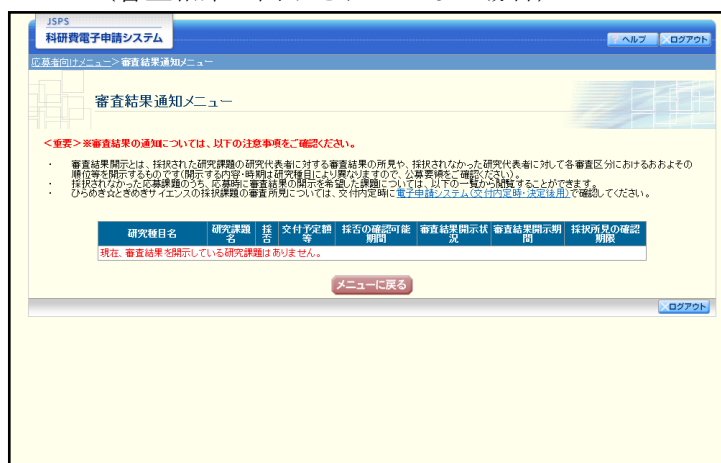 JSPS
科研費電子申請システム
ヘルプ
ログアウト
応募者向けメニュー＞審査結果通知メニュー
審査結果通知メニュー
＜重要＞※審査結果の通知については、以下の注意事項をご確認ください。
・ 審査結果開示とは、採択された研究課題の研究代表者に対する審査結果の所見や、採択されなかった研究代表者に対して各審査区分におけるおおよその
順位等を開示するものです(開示する内容・時期は研究種目により異なりますので、公募要領をご確認ください)。
・ 採択されなかった応募課題のうち、応募時に審査結果の開示を希望した課題については、以下の一覧から閲覧することができます。
・ ひらめき☆ときめきサイエンスの採択課題の審査所見については、交付内定時に電子申請システム(交付内定時・決定後用)で確認してください。
研究種目名 研究課題名 採否 交付予定額等 採否の確認可能期間 審査結果開示状況 審査結果開示期間 採択所見の確認期限
現在、審査結果を開示している研究課題はありません。
メニューに戻る
ログアウト